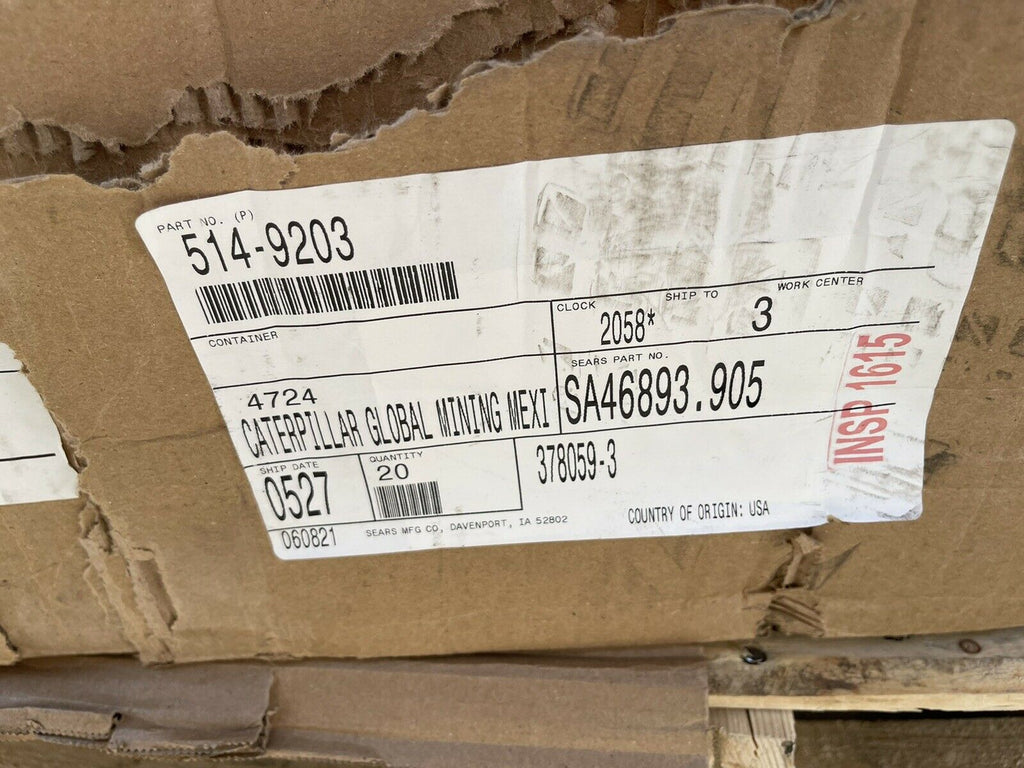 PART NO. (P)
514-9203
CONTAINER
CLOCK
2058*
SHIP TO
3
WORK CENTER
4724
CATERPILLAR GLOBAL MINING MEXI
SEARS PART NO.
SA46893.905
INSP 1615
SHIP DATE
0527
QUANTITY
20
378059-3
060821
SEARS MFG CO, DAVENPORT, IA 52802
COUNTRY OF ORIGIN: USA